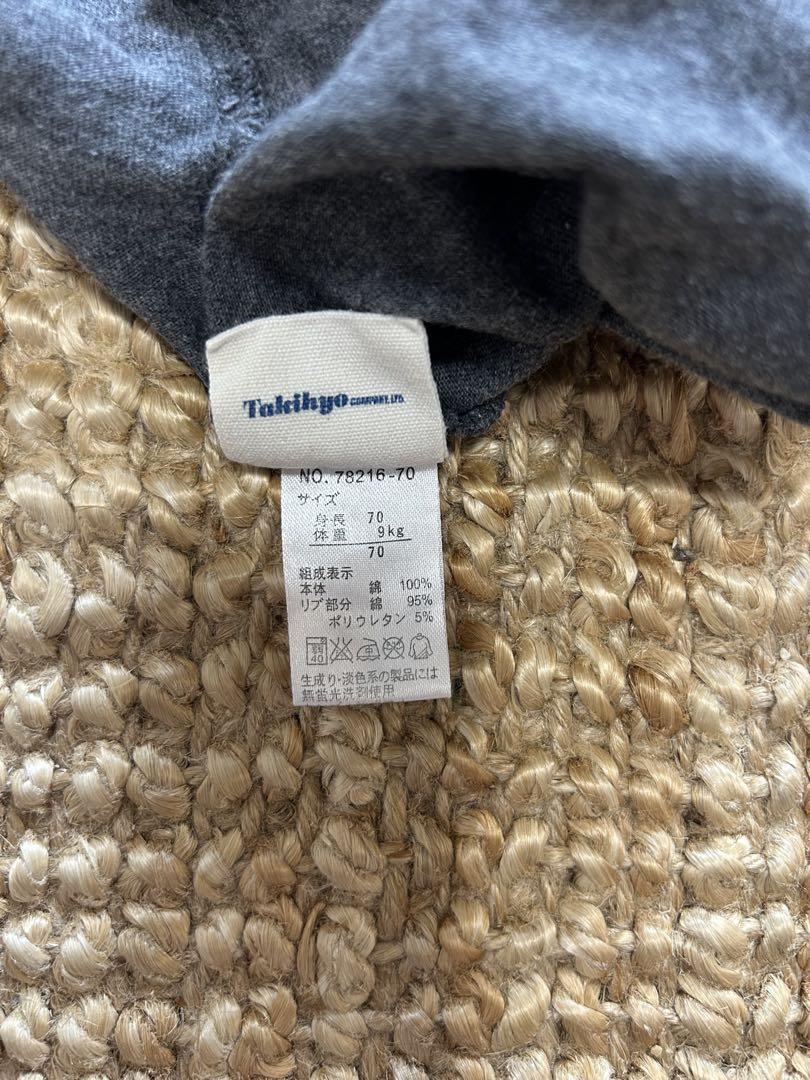 Takihyo COMPANY, LTD.
NO. 78216-70
サイズ
身長 70
体重 9kg
70
組成表示
本体 綿 100%
リブ部分 綿 95%
ポリウレタン 5%
40
生成り・淡色系の製品には
無蛍光洗剤使用